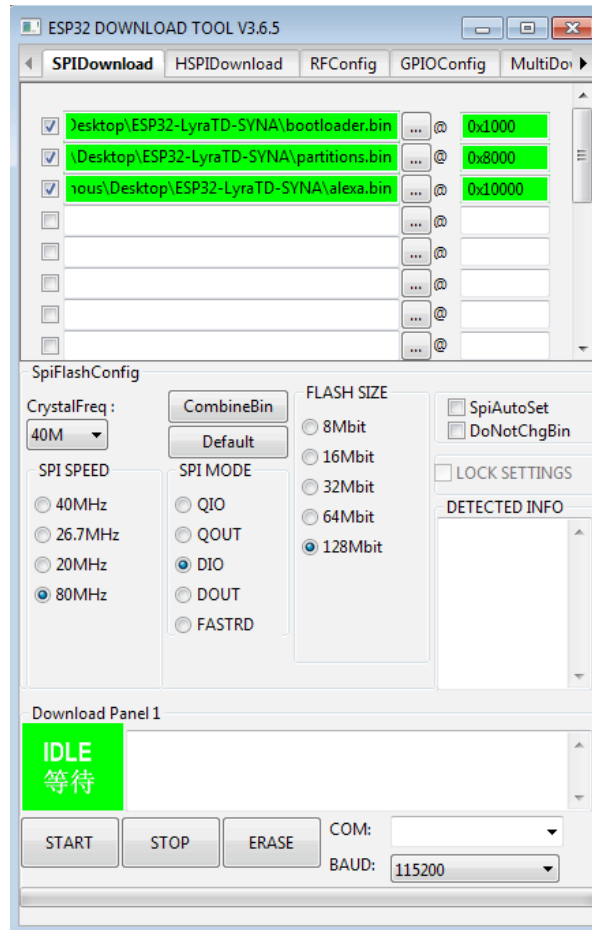 ESP32 DOWNLOAD TOOL V3.6.5
SPIDownload HSPIDownload RFConfig GPIOConfig MultiDo
Desktop\ESP32-LyraTD-SYNA\bootloader.bin ... @ 0x1000
\Desktop\ESP32-LyraTD-SYNA\partitions.bin ... @ 0x8000
nous\Desktop\ESP32-LyraTD-SYNA\alexa.bin ... @ 0x10000
... @
... @
... @
... @
... @
SpiFlashConfig
CrystalFreq :
40M
CombineBin
Default
SPI SPEED
40MHz
26.7MHz
20MHz
80MHz
SPI MODE
QIO
QOUT
DIO
DOUT
FASTRD
FLASH SIZE
8Mbit
16Mbit
32Mbit
64Mbit
128Mbit
SpiAutoSet
DoNotChgBin
LOCK SETTINGS
DETECTED INFO
Download Panel 1
IDLE
等待
START STOP ERASE
COM:
BAUD: 115200